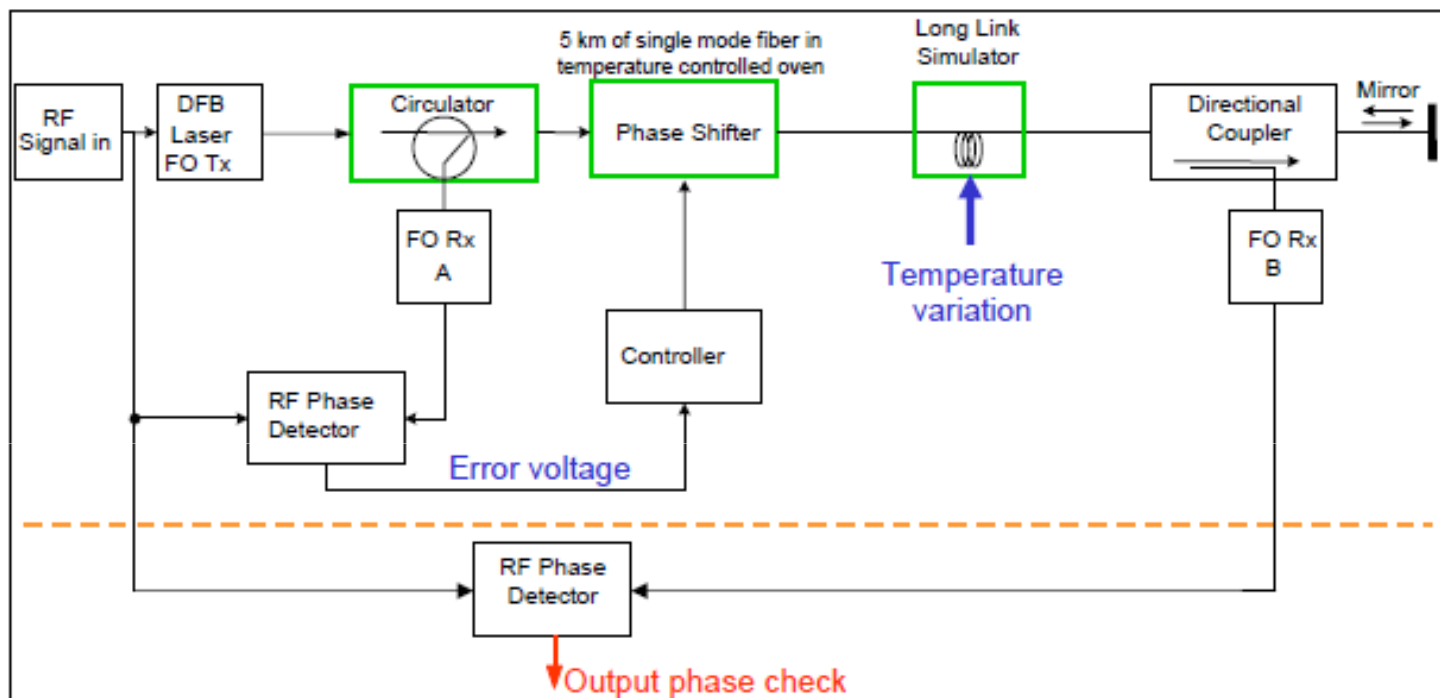 5 km of single mode fiber in
temperature controlled oven
Long Link
Simulator
RF
Signal in
DFB
Laser
FO Tx
Circulator
Phase Shifter
Directional
Coupler
Mirror
FO Rx
A
FO Rx
B
Temperature
variation
Controller
RF Phase
Detector
Error voltage
RF Phase
Detector
Output phase check